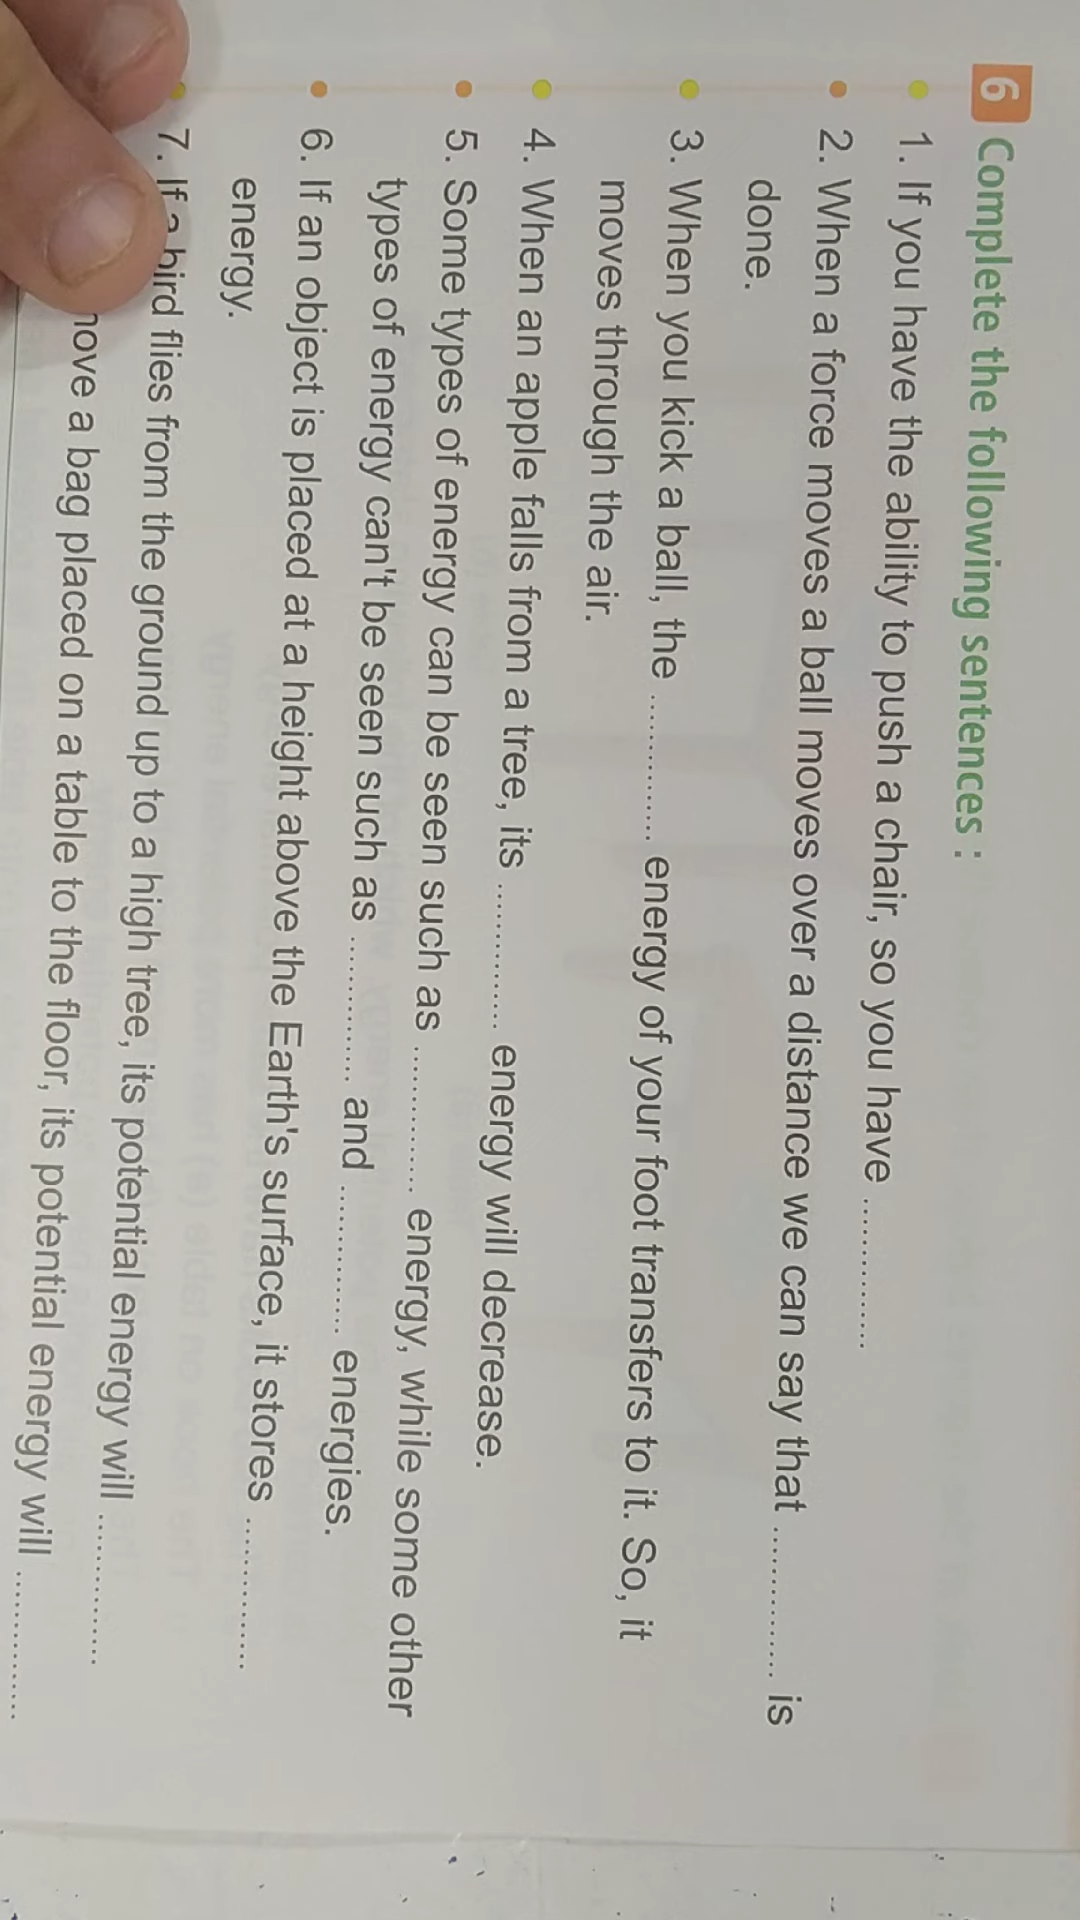 6 Complete the following sentences :
1. If you have the ability to push a chair, so you have ..............
2. When a force moves a ball moves over a distance we can say that .............. is
done.
3. When you kick a ball, the .............. energy of your foot transfers to it. So, it
moves through the air.
4. When an apple falls from a tree, its .............. energy will decrease.
5. Some types of energy can be seen such as .............. energy, while some other
types of energy can't be seen such as .............. and .............. energies.
6. If an object is placed at a height above the Earth's surface, it stores ..............
energy.
7. If a bird flies from the ground up to a high tree, its potential energy will ..............
a bag placed on a table to the floor, its potential energy will ..............